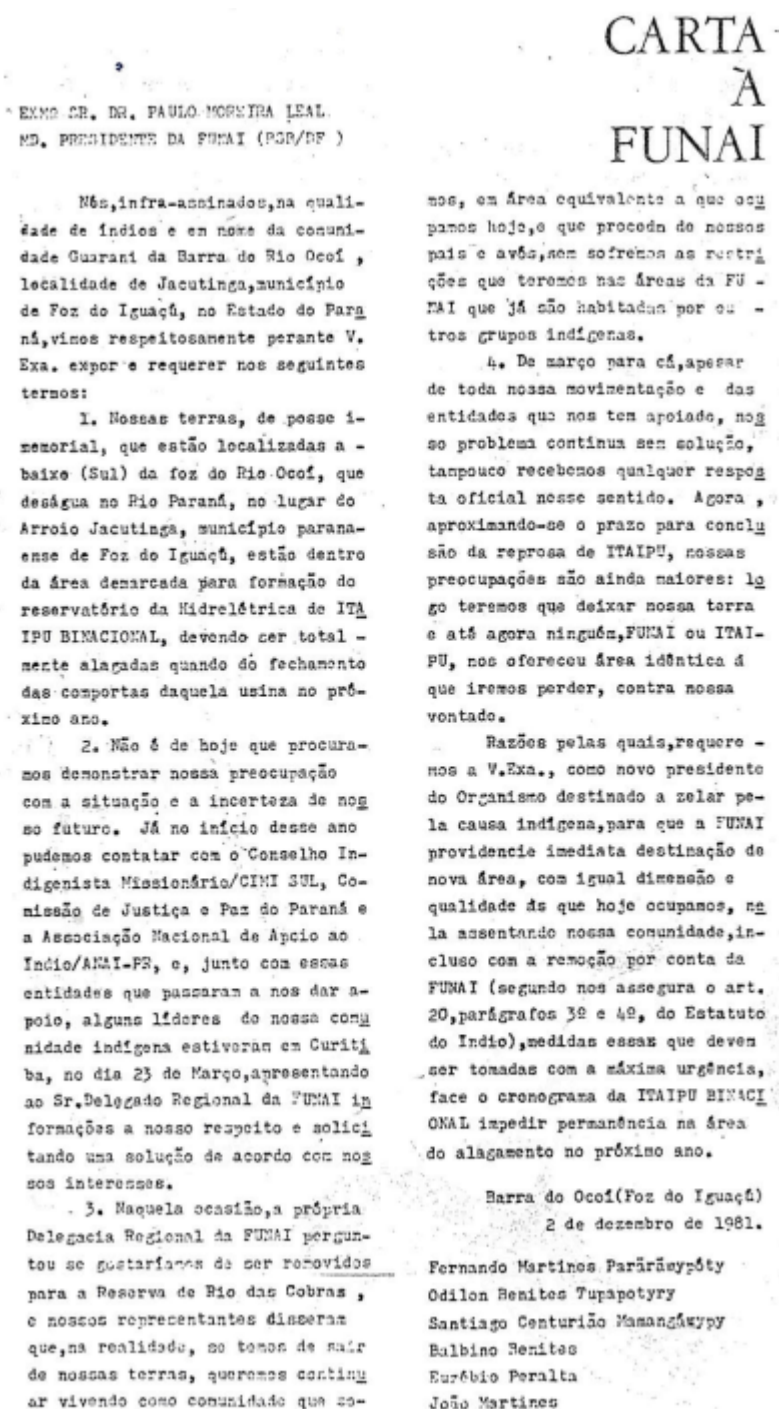 CARTA
À
FUNAI
EXMO SR. DR. PAULO MOREIRA LEAL
MD. PRESIDENTE DA FUNAI (PGR/DF )
Nós,infra-assinados,na quali-
dade de índios e em nome da comuni-
dade Guarani da Barra do Rio Ocoí ,
localidade de Jacutinga,município
de Foz do Iguaçú, no Estado do Para
ná,vimos respeitosamente perante V.
Exa. expor e requerer nos seguintes
termos:
1. Nossas terras, de posse i-
memorial, que estão localizadas a -
baixo (Sul) da foz do Rio Ocoí, que
deságua no Rio Paraná, no lugar do
Arroio Jacutinga, município parana-
ense de Foz do Iguaçú, estão dentro
da área demarcada para formação do
reservatório da Hidrelétrica de ITA
IPU BINACIONAL, devendo ser total -
mente alagadas quando do fechamento
das comportas daquela usina no pró-
ximo ano.
2. Não é de hoje que procura-
mos demonstrar nossa preocupação
com a situação e a incerteza de nos
so futuro. Já no início desse ano
pudemos contatar com o Conselho In-
digenista Missionário/CIMI SUL, Co-
missão de Justiça e Paz do Paraná e
a Associação Nacional de Apoio ao
Indio/ANAI-PR, e, junto com essas
entidades que passaram a nos dar a-
poio, alguns líderes de nossa comu
nidade indígena estiveram em Curiti
ba, no dia 23 de Março,apresentando
ao Sr.Delegado Regional da FUNAI in
formações a nosso respeito e solici
tando uma solução de acordo com nos
sos interesses.
3. Naquela ocasião,a própria
Delegacia Regional da FUNAI pergun-
tou se gostaríamos de ser removidos
para a Reserva de Rio das Cobras ,
e nossos representantes disseram
que,na realidade, se temos de sair
de nossas terras, queremos continu
ar vivendo como comunidade que so-
mos, em área equivalente a que ocu
pamos hoje,e que procede de nossos
pais e avós,sem sofrermos as restri
ções que teremos nas áreas da FU -
NAI que já são habitadas por ou -
tros grupos indígenas.
4. De março para cá,apesar
de toda nossa movimentação e das
entidades que nos tem apoiado, nos
so problema continua sem solução,
tampouco recebemos qualquer respos
ta oficial nesse sentido. Agora ,
aproximando-se o prazo para conclu
são da reprosa de ITAIPU, nossas
preocupações são ainda maiores: lo
go teremos que deixar nossa terra
e até agora ninguém,FUNAI ou ITAI-
PU, nos ofereceu área idêntica á
que iremos perder, contra nossa
vontade.
Razões pelas quais,requere -
mos a V.Exa., como novo presidente
do Organismo destinado a zelar pe-
la causa indígena,para que a FUNAI
providencie imediata destinação de
nova área, com igual dimensão e
qualidade ás que hoje ocupamos, ne
la assentando nossa comunidade,in-
cluso com a remoção por conta da
FUNAI (segundo nos assegura o art.
20,parágrafos 3º e 4º, do Estatuto
do Indio),medidas essas que devem
ser tomadas com a máxima urgência,
face o cronograma da ITAIPU BINACI
ONAL impedir permanência na área
do alagamento no próximo ano.
Barra do Ocoí(Foz do Iguaçú)
2 de dezembro de 1981.
Fernando Martines
Odilon Benites Tupapotyry
Santiago Centurião
Balbino Benites
Eurébio Peralta
João Martines